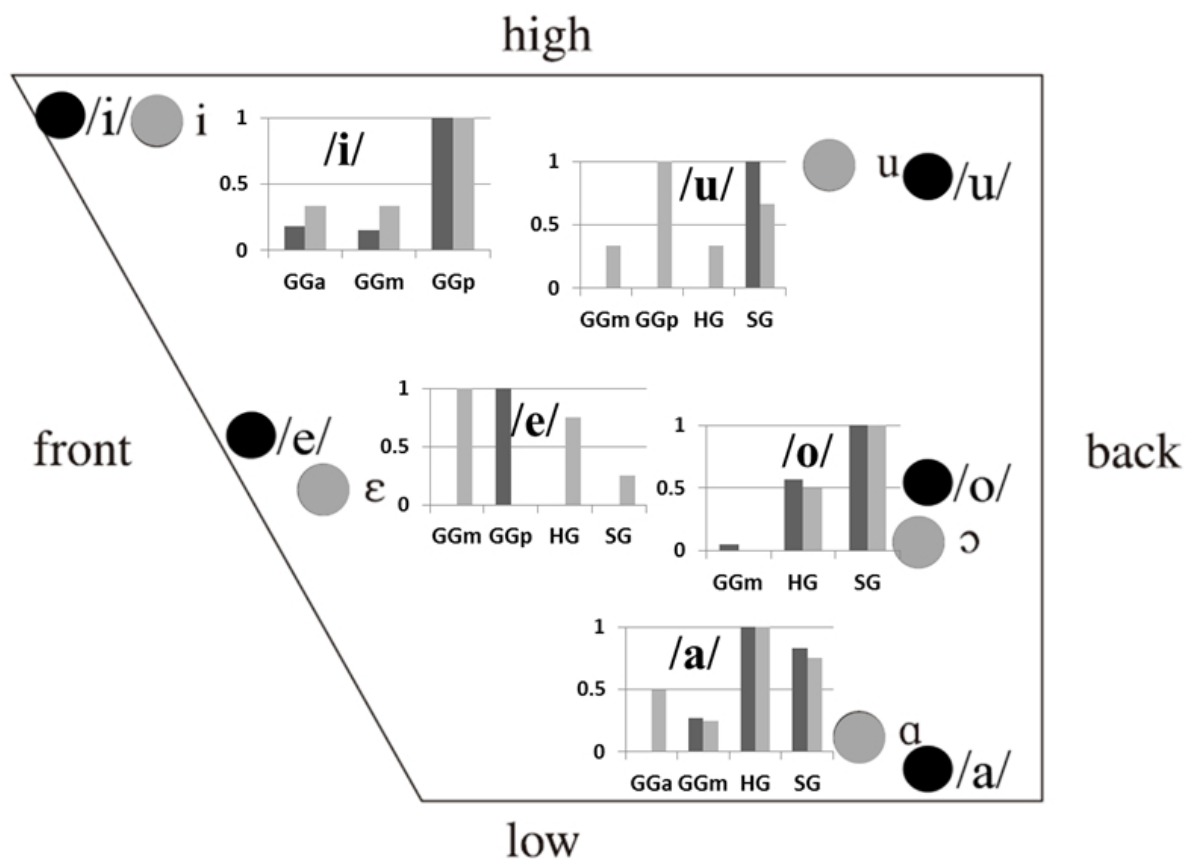 high
/i/ i
1
0.5
0
/i/
GGa GGm GGp
1
0.5
0
/u/
GGm GGp HG SG
u /u/
front
/e/
ɛ
1
0.5
0
/e/
GGm GGp HG SG
1
0.5
0
/o/
GGm HG SG
/o/
ɔ
back
1
0.5
0
/a/
GGa GGm HG SG
ɑ
/a/
low